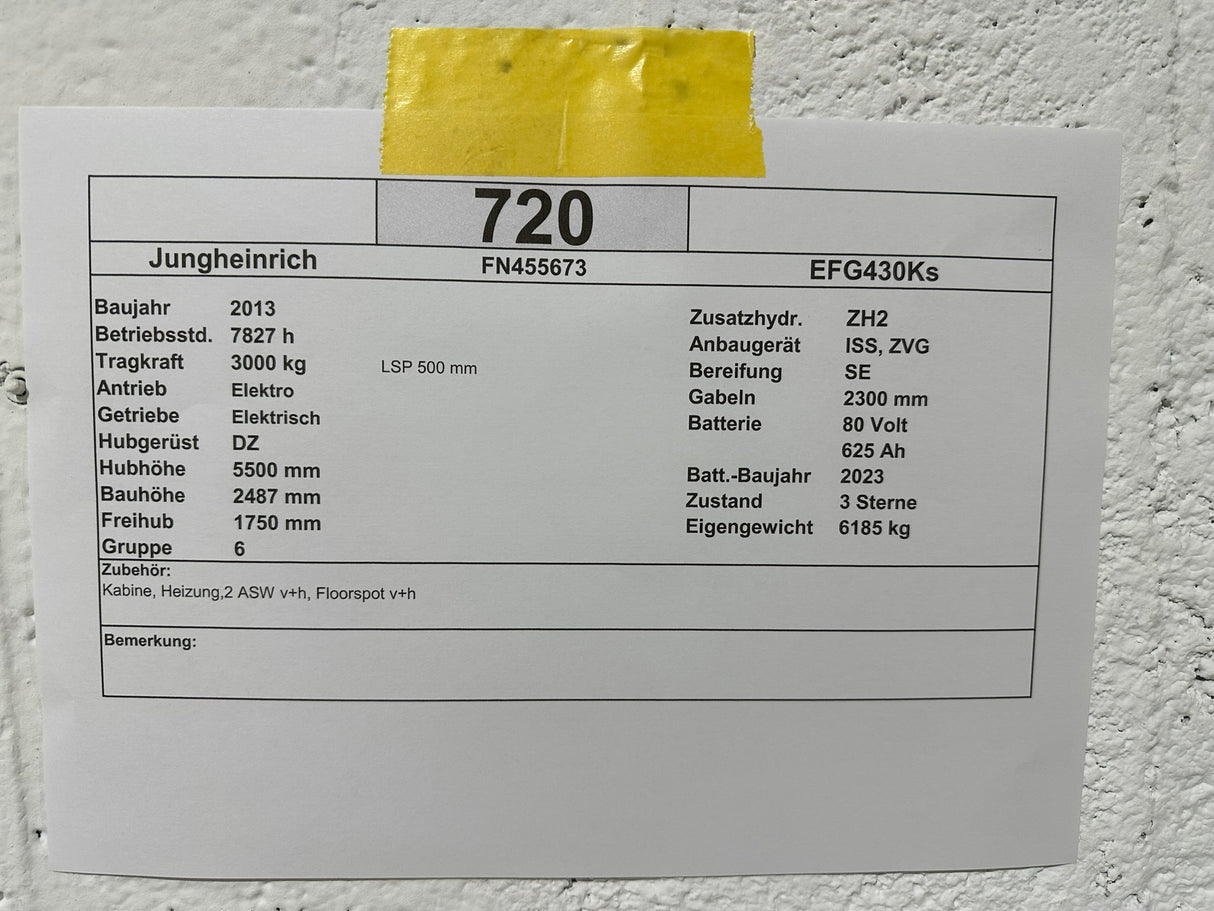 720
Jungheinrich FN455673 EFG430Ks
Baujahr 2013
Betriebsstd. 7827 h
Tragkraft 3000 kg LSP 500 mm
Antrieb Elektro
Getriebe Elektrisch
Hubgerüst DZ
Hubhöhe 5500 mm
Bauhöhe 2487 mm
Freihub 1750 mm
Gruppe 6
Zusatzhydr. ZH2
Anbaugerät ISS, ZVG
Bereifung SE
Gabeln 2300 mm
Batterie 80 Volt
625 Ah
Batt.-Baujahr 2023
Zustand 3 Sterne
Eigengewicht 6185 kg
Zubehör:
Kabine, Heizung,2 ASW v+h, Floorspot v+h
Bemerkung: